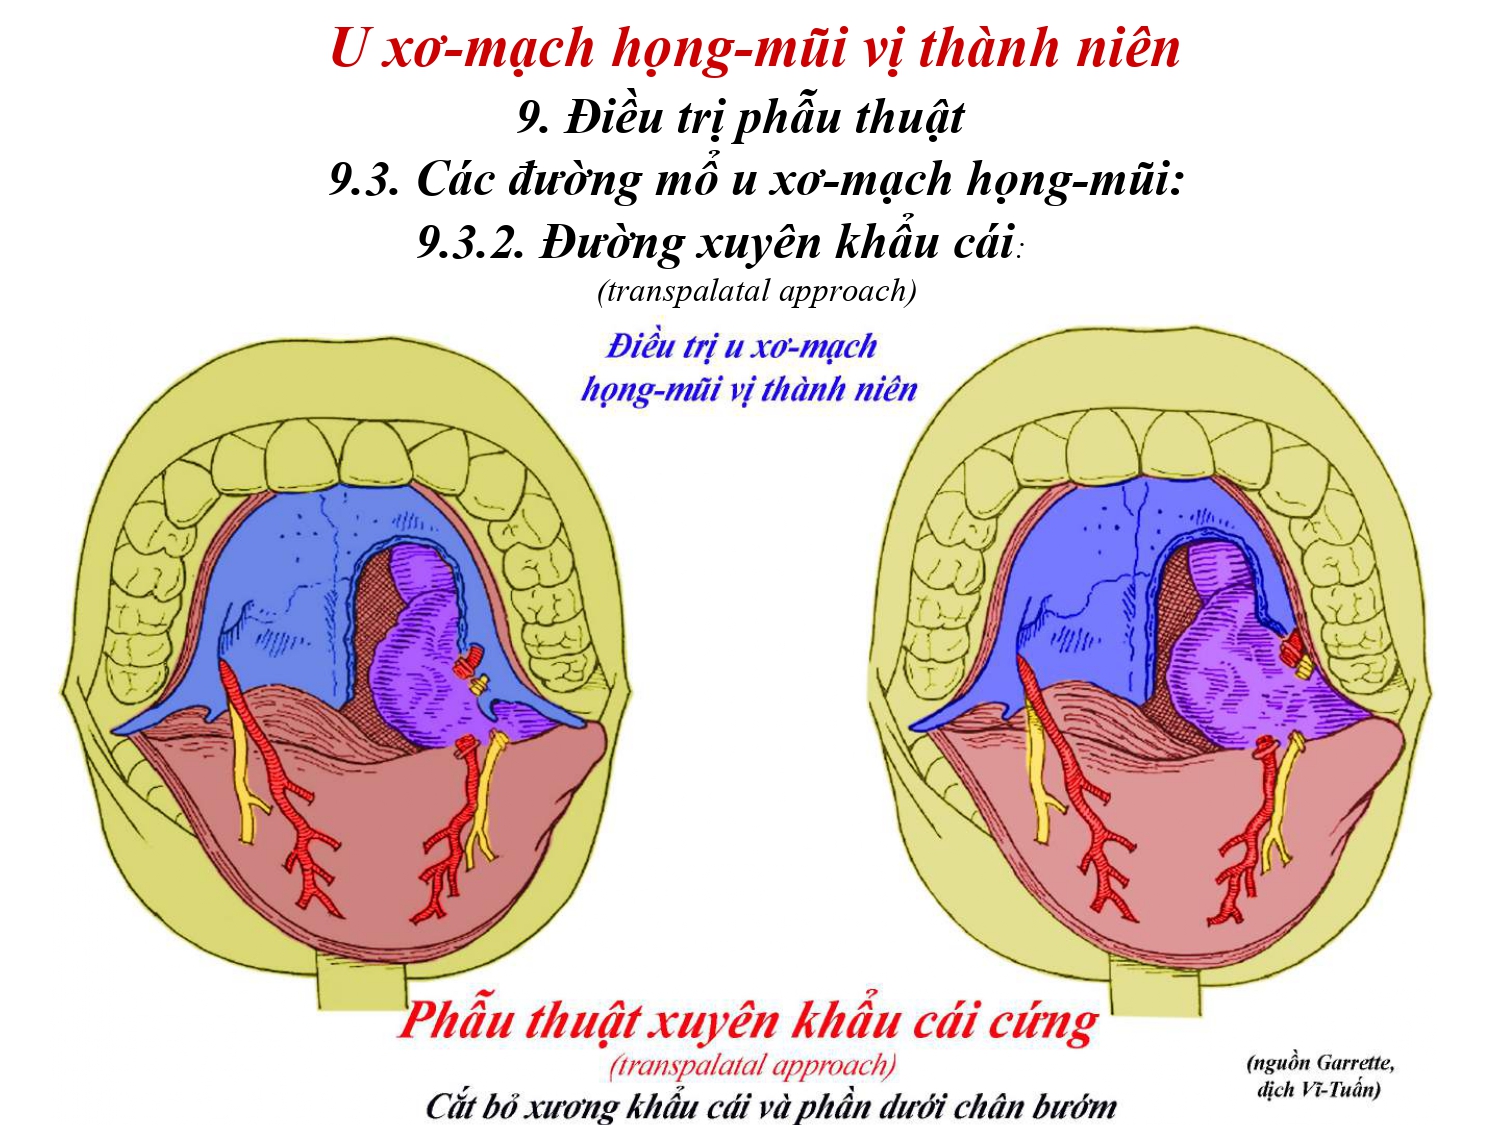 U xơ-mạch họng-mũi vị thành niên
9. Điều trị phẫu thuật
9.3. Các đường mổ u xơ-mạch họng-mũi:
9.3.2. Đường xuyên khẩu cái:
(transpalatal approach)
Điều trị u xơ-mạch
họng-mũi vị thành niên
Phẫu thuật xuyên khẩu cái cứng
(transpalatal approach)
Cắt bỏ xương khẩu cái và phần dưới chân bướm
(nguồn Garrette,
dịch Vĩ-Tuấn)